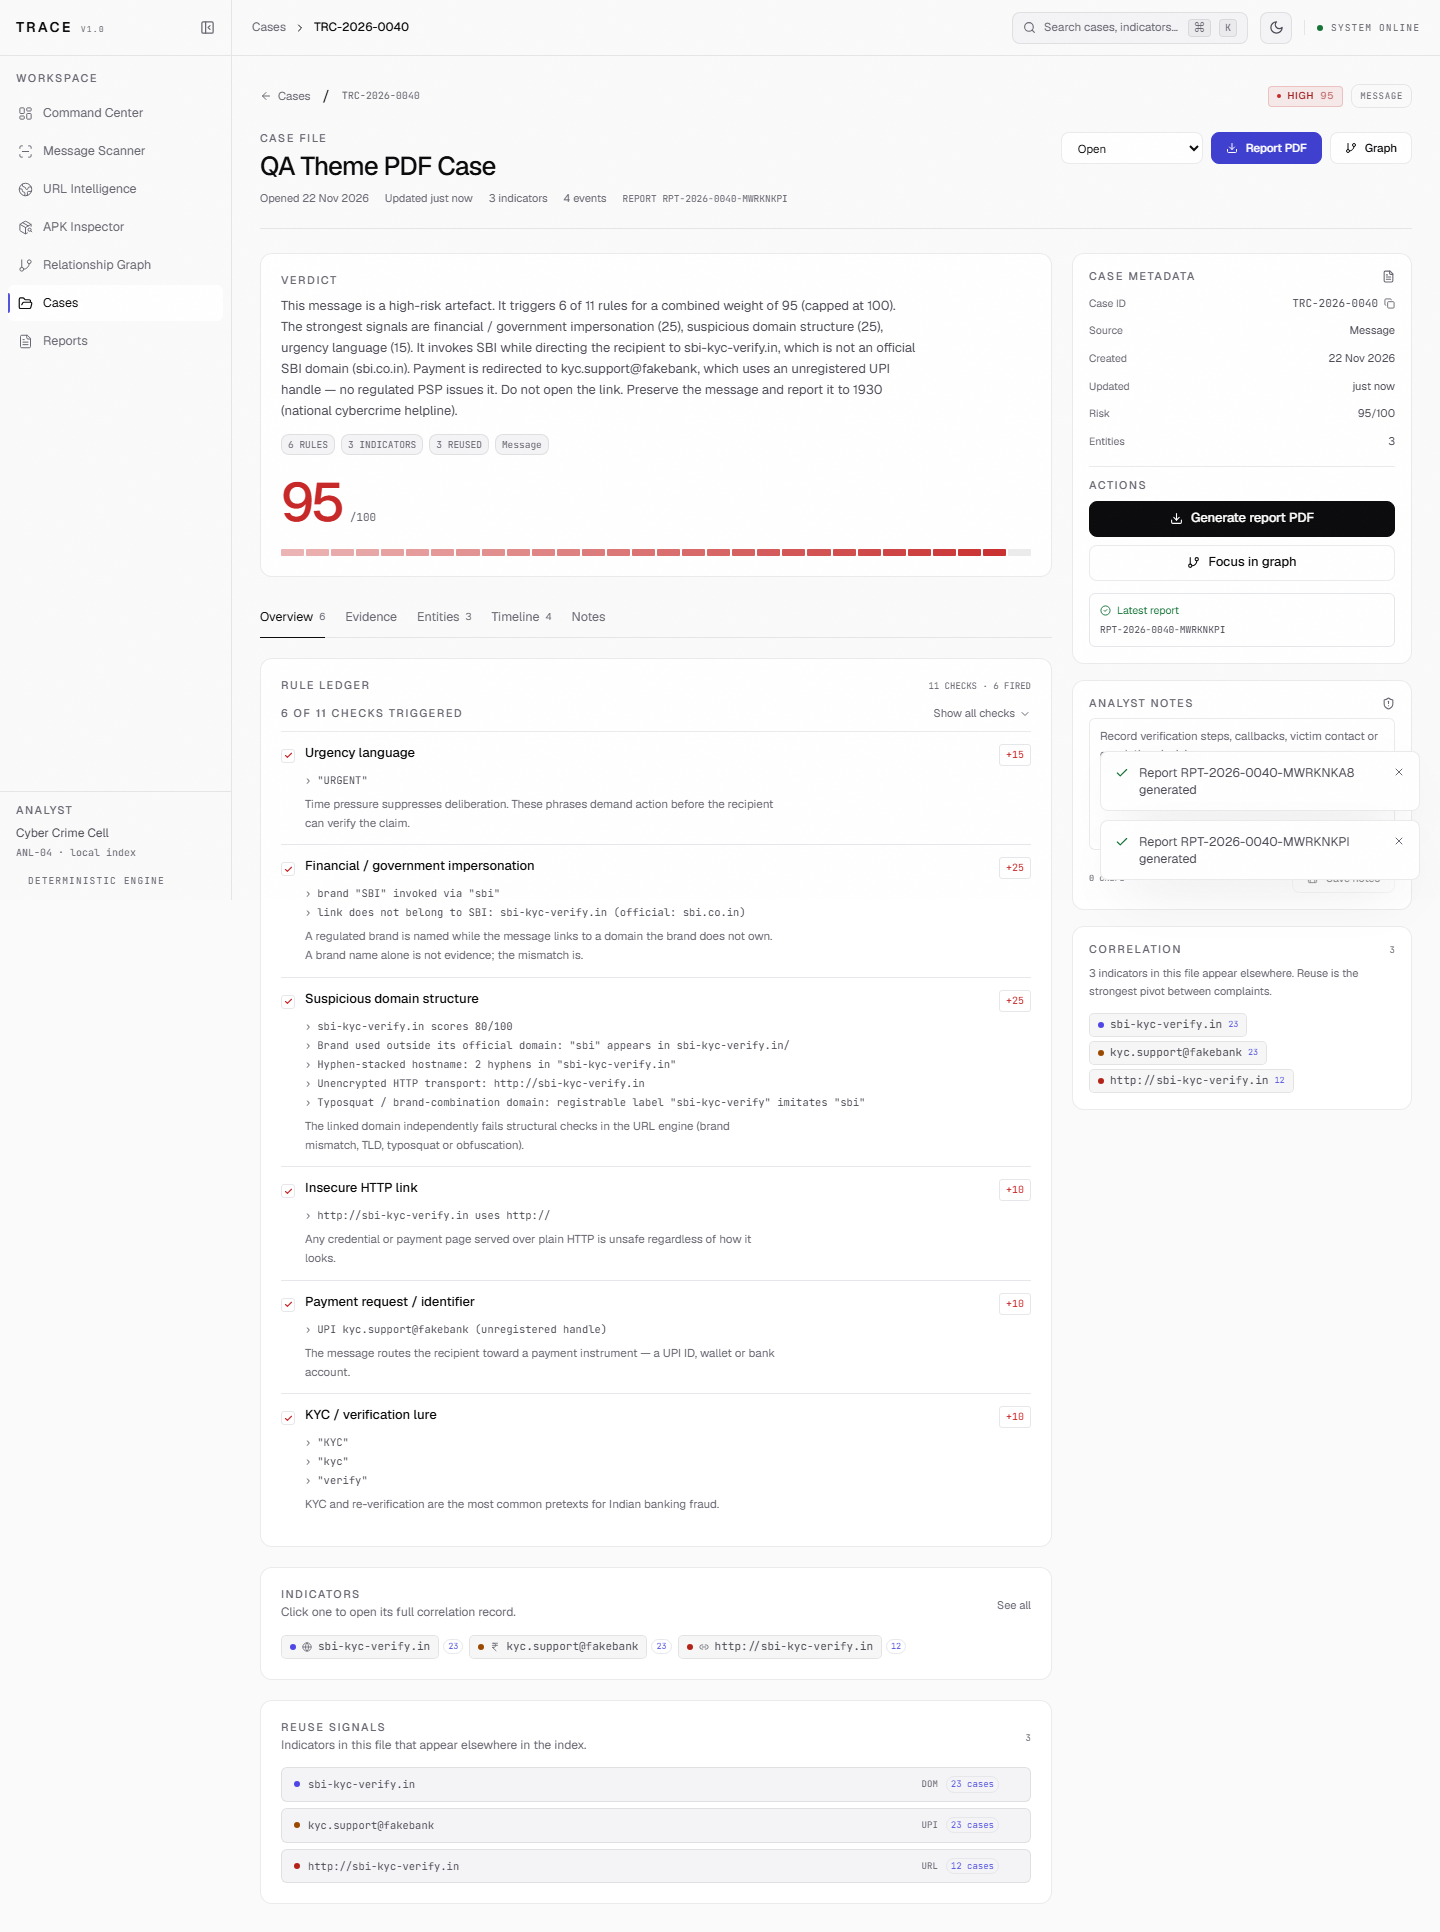 TRACE V1.0
WORKSPACE
Command Center
Message Scanner
URL Intelligence
APK Inspector
Relationship Graph
Cases
Reports
ANALYST
Cyber Crime Cell
ANL-04 · local index
DETERMINISTIC ENGINE
Cases > TRC-2026-0040
Search cases, indicators... ⌘ K
SYSTEM ONLINE
← Cases / TRC-2026-0040
HIGH 95 MESSAGE
CASE FILE
QA Theme PDF Case
Opened 22 Nov 2026 Updated just now 3 indicators 4 events REPORT RPT-2026-0040-MWRKNKPI
Open Report PDF Graph
VERDICT
This message is a high-risk artefact. It triggers 6 of 11 rules for a combined weight of 95 (capped at 100).
The strongest signals are financial / government impersonation (25), suspicious domain structure (25),
urgency language (15). It invokes SBI while directing the recipient to sbi-kyc-verify.in, which is not an official
SBI domain (sbi.co.in). Payment is redirected to kyc.support@fakebank, which uses an unregistered UPI
handle — no regulated PSP issues it. Do not open the link. Preserve the message and report it to 1930
(national cybercrime helpline).
6 RULES 3 INDICATORS 3 REUSED Message
95 /100
Overview 6 Evidence Entities 3 Timeline 4 Notes
RULE LEDGER 11 CHECKS · 6 FIRED
6 OF 11 CHECKS TRIGGERED Show all checks
Urgency language +15
› "URGENT"
Time pressure suppresses deliberation. These phrases demand action before the recipient
can verify the claim.
Financial / government impersonation +25
› brand "SBI" invoked via "sbi"
› link does not belong to SBI: sbi-kyc-verify.in (official: sbi.co.in)
A regulated brand is named while the message links to a domain the brand does not own.
A brand name alone is not evidence; the mismatch is.
Suspicious domain structure +25
› sbi-kyc-verify.in scores 80/100
› Brand used outside its official domain: "sbi" appears in sbi-kyc-verify.in/
› Hyphen-stacked hostname: 2 hyphens in "sbi-kyc-verify.in"
› Unencrypted HTTP transport: http://sbi-kyc-verify.in
› Typosquat / brand-combination domain: registrable label "sbi-kyc-verify" imitates "sbi"
The linked domain independently fails structural checks in the URL engine (brand
mismatch, TLD, typosquat or obfuscation).
Insecure HTTP link +10
› http://sbi-kyc-verify.in uses http://
Any credential or payment page served over plain HTTP is unsafe regardless of how it
looks.
Payment request / identifier +10
› UPI kyc.support@fakebank (unregistered handle)
The message routes the recipient toward a payment instrument — a UPI ID, wallet or bank
account.
KYC / verification lure +10
› "KYC"
› "kyc"
› "verify"
KYC and re-verification are the most common pretexts for Indian banking fraud.
INDICATORS
Click one to open its full correlation record.
See all
sbi-kyc-verify.in 23 ₹ kyc.support@fakebank 23 http://sbi-kyc-verify.in 12
REUSE SIGNALS
Indicators in this file that appear elsewhere in the index.
3
sbi-kyc-verify.in DOM 23 cases
kyc.support@fakebank UPI 23 cases
http://sbi-kyc-verify.in URL 12 cases
CASE METADATA
Case ID TRC-2026-0040
Source Message
Created 22 Nov 2026
Updated just now
Risk 95/100
Entities 3
ACTIONS
Generate report PDF
Focus in graph
Latest report
RPT-2026-0040-MWRKNKPI
ANALYST NOTES
Record verification steps, callbacks, victim contact or
Report RPT-2026-0040-MWRKNKA8
generated
Report RPT-2026-0040-MWRKNKPI
generated
CORRELATION 3
3 indicators in this file appear elsewhere. Reuse is the
strongest pivot between complaints.
sbi-kyc-verify.in 23
kyc.support@fakebank 23
http://sbi-kyc-verify.in 12